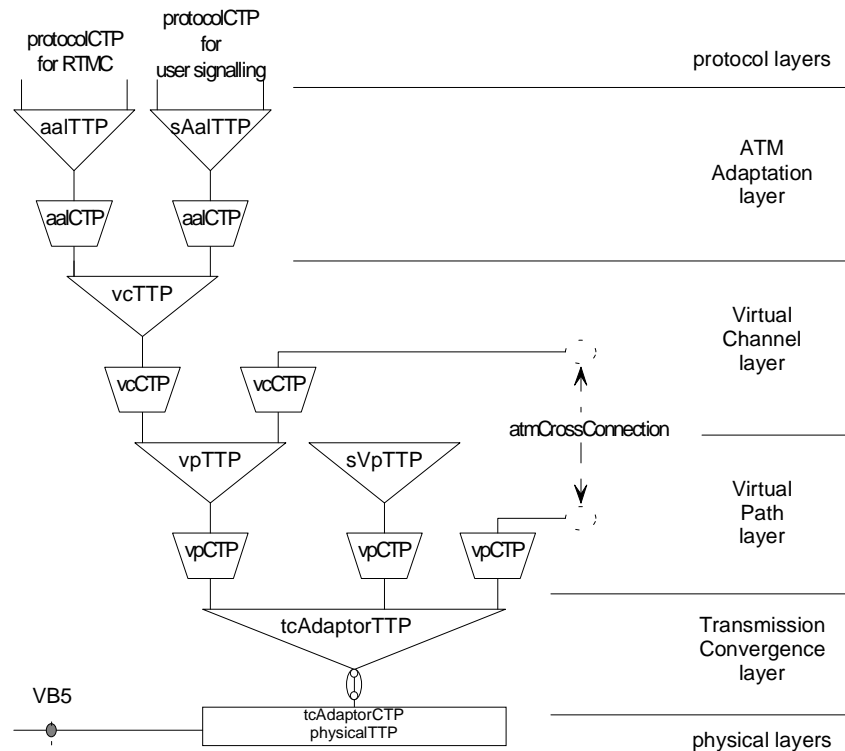 protocolCTP
for RTMC
protocolCTP
for
user signalling
protocol layers
aalTTP
sAalTTP
ATM
Adaptation
layer
aalCTP
aalCTP
vcTTP
Virtual
Channel
layer
vcCTP
vcCTP
atmCrossConnection
vpTTP
sVpTTP
Virtual
Path
layer
vpCTP
vpCTP
vpCTP
tcAdaptorTTP
Transmission
Convergence
layer
VB5
tcAdaptorCTP
physicalTTP
physical layers